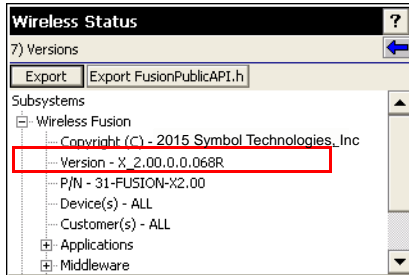 Wireless Status ?
7) Versions
Export Export FusionPublicAPI.h
Subsystems
Wireless Fusion
Copyright (C) - 2015 Symbol Technologies, Inc
Version - X_2.00.0.0.068R
P/N - 31-FUSION-X2.00
Device(s) - ALL
Customer(s) - ALL
Applications
Middleware